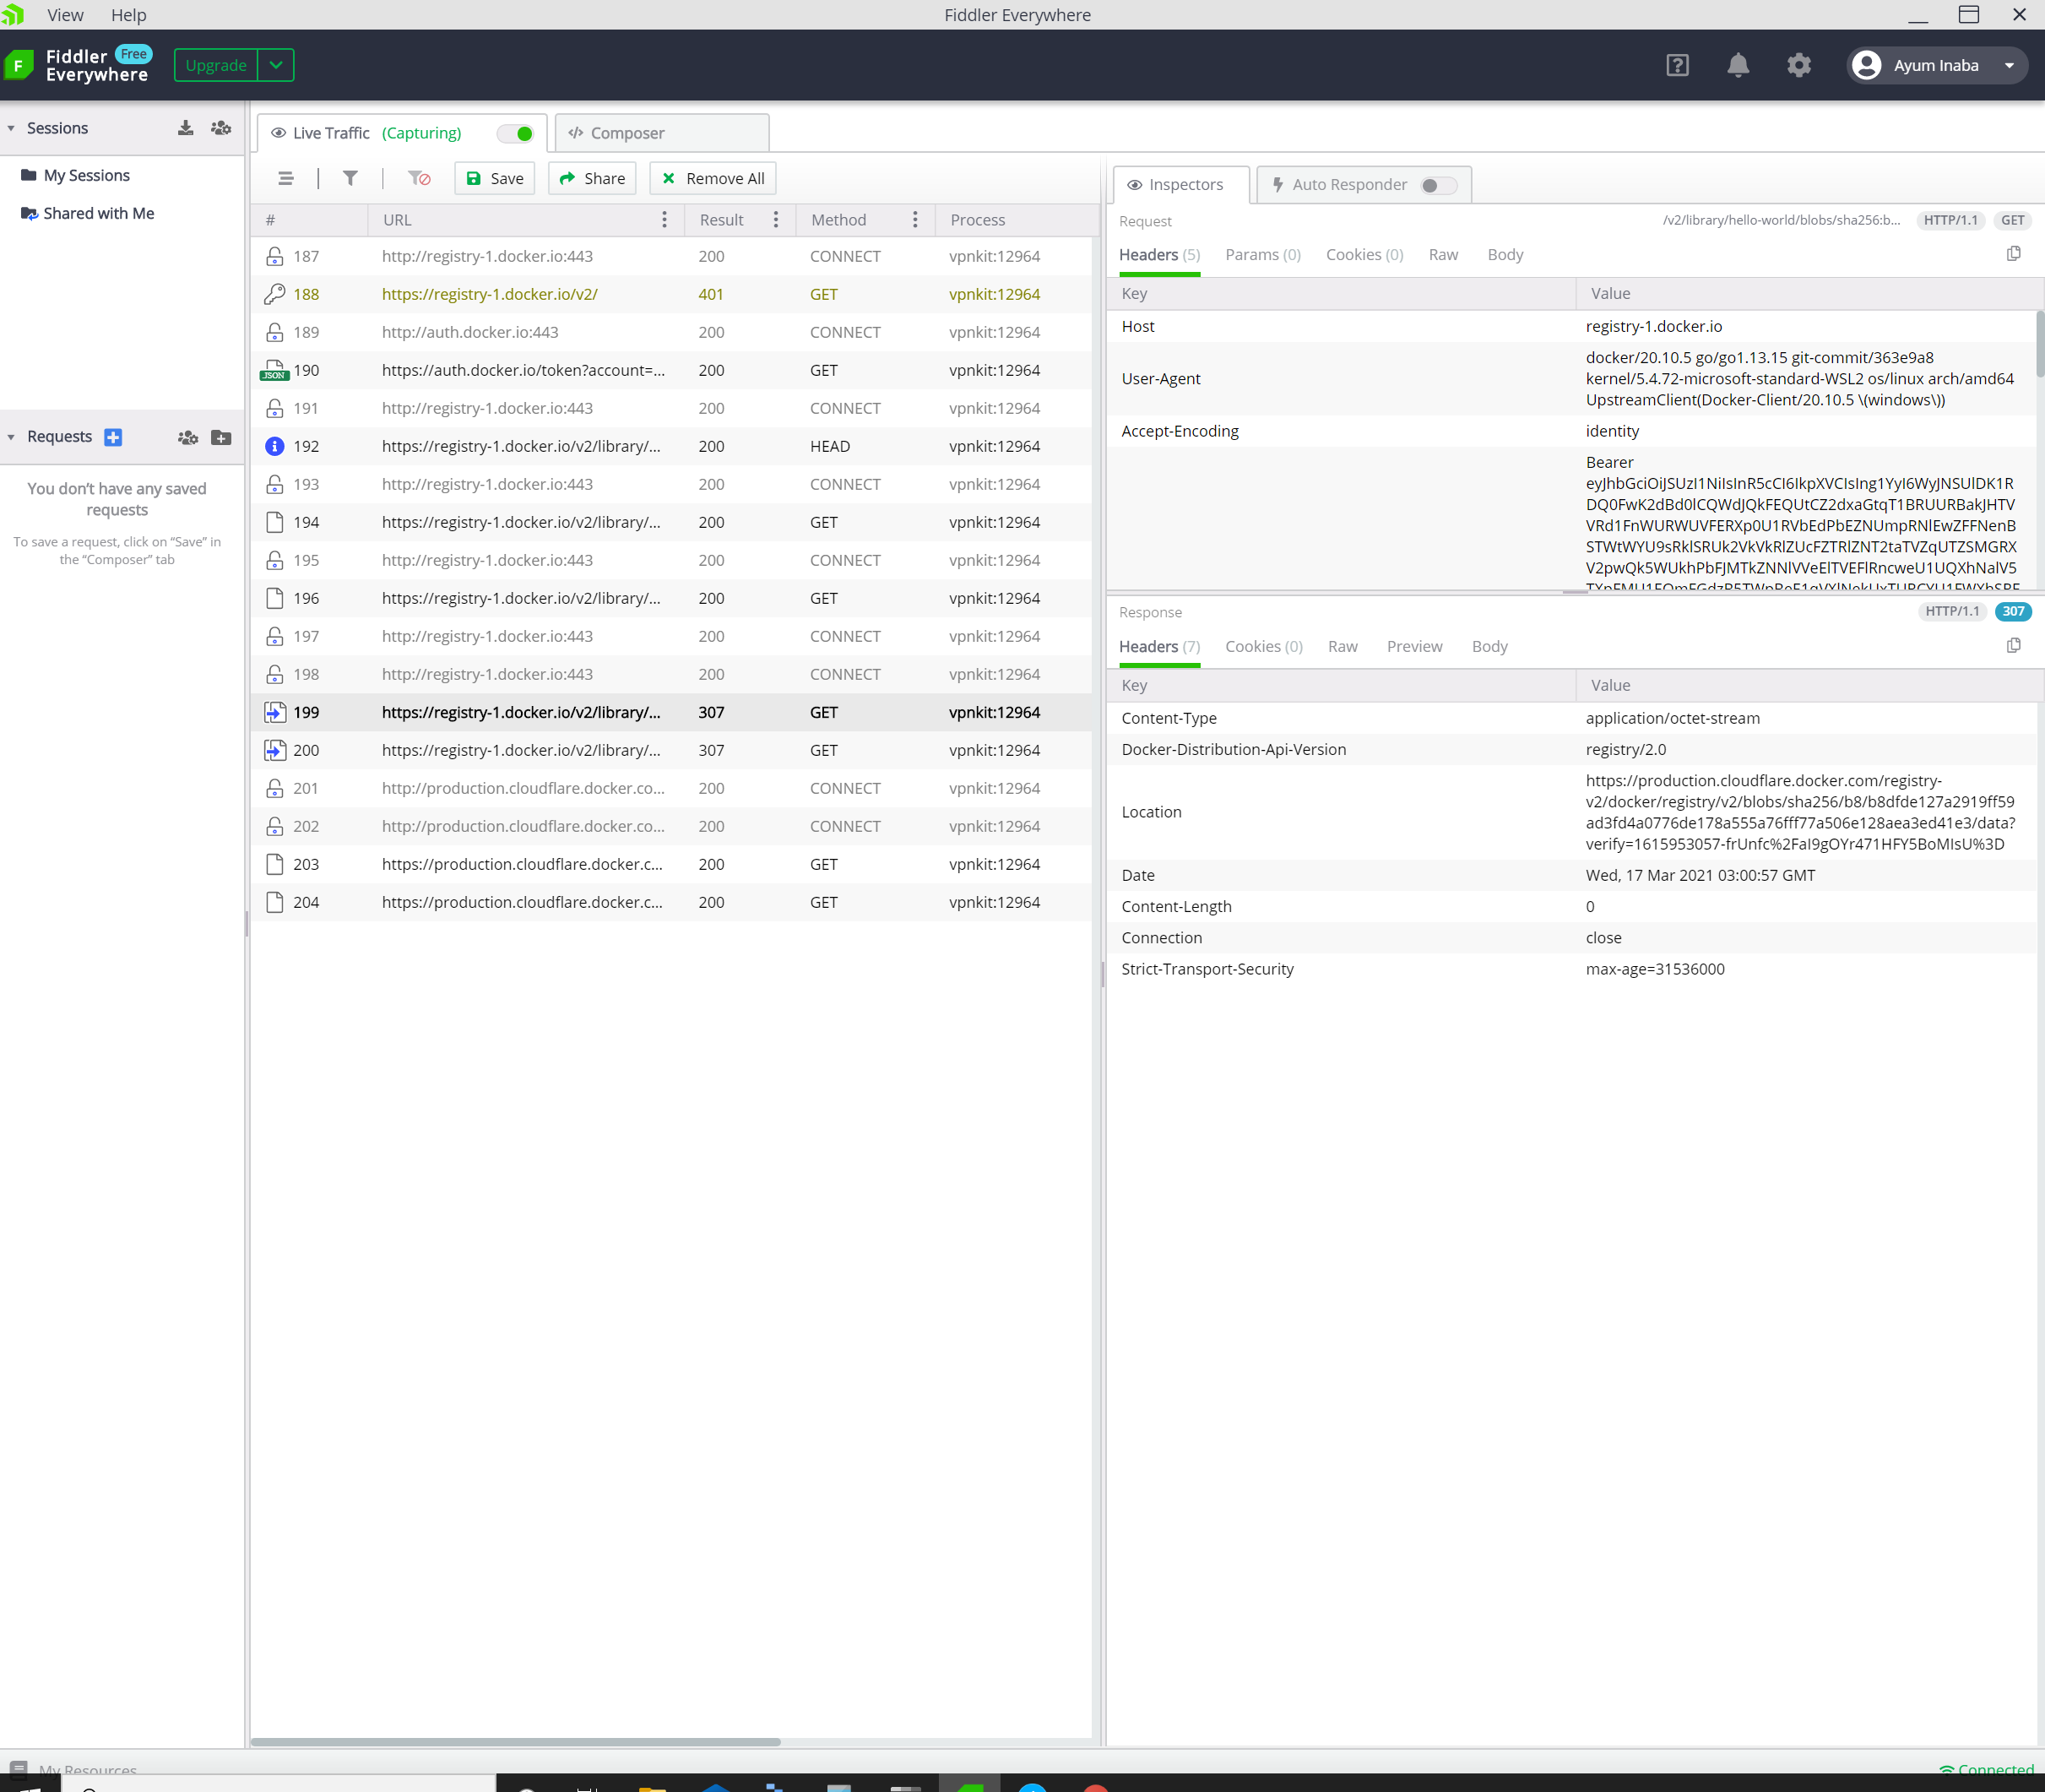 View Help Fiddler Everywhere
Fiddler Everywhere Free Upgrade Ayum Inaba
Sessions
My Sessions
Shared with Me
Requests
You don’t have any saved
requests
To save a request, click on “Save” in
the “Composer” tab
Live Traffic (Capturing) Composer
Save Share Remove All
# URL Result Method Process
187 http://registry-1.docker.io:443 200 CONNECT vpnkit:12964
188 https://registry-1.docker.io/v2/ 401 GET vpnkit:12964
189 http://auth.docker.io:443 200 CONNECT vpnkit:12964
JSON 190 https://auth.docker.io/token?account=... 200 GET vpnkit:12964
191 http://registry-1.docker.io:443 200 CONNECT vpnkit:12964
192 https://registry-1.docker.io/v2/library/... 200 HEAD vpnkit:12964
193 http://registry-1.docker.io:443 200 CONNECT vpnkit:12964
194 https://registry-1.docker.io/v2/library/... 200 GET vpnkit:12964
195 http://registry-1.docker.io:443 200 CONNECT vpnkit:12964
196 https://registry-1.docker.io/v2/library/... 200 GET vpnkit:12964
197 http://registry-1.docker.io:443 200 CONNECT vpnkit:12964
198 http://registry-1.docker.io:443 200 CONNECT vpnkit:12964
199 https://registry-1.docker.io/v2/library/... 307 GET vpnkit:12964
200 https://registry-1.docker.io/v2/library/... 307 GET vpnkit:12964
201 http://production.cloudflare.docker.co... 200 CONNECT vpnkit:12964
202 http://production.cloudflare.docker.co... 200 CONNECT vpnkit:12964
203 https://production.cloudflare.docker.c... 200 GET vpnkit:12964
204 https://production.cloudflare.docker.c... 200 GET vpnkit:12964
Inspectors Auto Responder
Request /v2/library/hello-world/blobs/sha256:b... HTTP/1.1 GET
Headers (5) Params (0) Cookies (0) Raw Body
Key Value
Host registry-1.docker.io
User-Agent docker/20.10.5 go/go1.13.15 git-commit/363e9a8
kernel/5.4.72-microsoft-standard-WSL2 os/linux arch/amd64
UpstreamClient(Docker-Client/20.10.5 \(windows\))
Accept-Encoding identity
Bearer
Response HTTP/1.1 307
Headers (7) Cookies (0) Raw Preview Body
Key Value
Content-Type application/octet-stream
Docker-Distribution-Api-Version registry/2.0
Location https://production.cloudflare.docker.com/registry-
v2/docker/registry/v2/blobs/sha256/b8/b8dfde127a2919ff59
ad3fd4a0776de178a555a76fff77a506e128aea3ed41e3/data?
verify=1615953057-frUnfc%2FaI9gOYr471HFY5BoMIsU%3D
Date Wed, 17 Mar 2021 03:00:57 GMT
Content-Length 0
Connection close
Strict-Transport-Security max-age=31536000
My Resources Connected